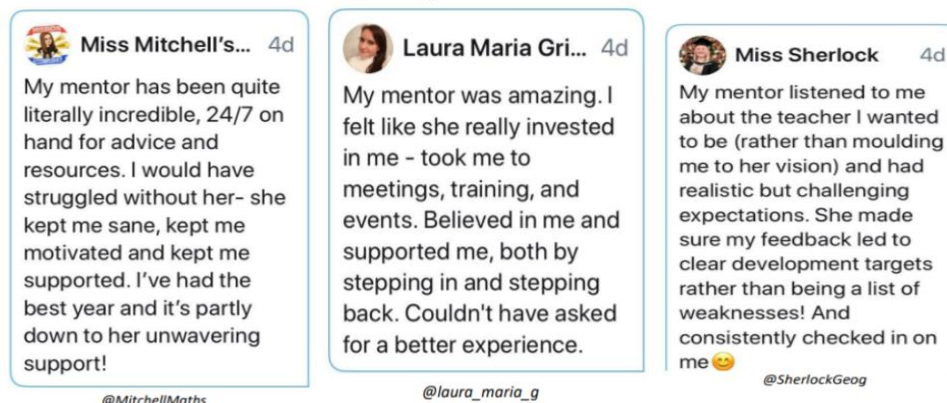 Miss Mitchell's... 4d
My mentor has been quite
literally incredible, 24/7 on
hand for advice and
resources. I would have
struggled without her- she
kept me sane, kept me
motivated and kept me
supported. I've had the
best year and it's partly
down to her unwavering
support!
@MitchellMaths
Laura Maria Gri... 4d
My mentor was amazing. I
felt like she really invested
in me - took me to
meetings, training, and
events. Believed in me and
supported me, both by
stepping in and stepping
back. Couldn't have asked
for a better experience.
@laura_maria_g
Miss Sherlock 4d
My mentor listened to me
about the teacher I wanted
to be (rather than moulding
me to her vision) and had
realistic but challenging
expectations. She made
sure my feedback led to
clear development targets
rather than being a list of
weaknesses! And
consistently checked in on
me😊
@SherlockGeog